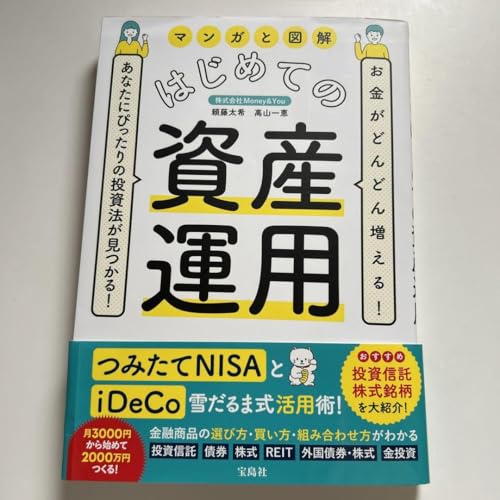 マンガと図解
はじめての
株式会社Money&You
頼藤太希 高山一恵
資産
運用
お金がどんどん増える!
あなたにぴったりの投資法が見つかる!
つみたてNISAと
iDeCo 雪だるま式活用術!
おすすめ
投資信託
株式銘柄
を大紹介!
月3000円
から始めて
2000万円
つくる!
金融商品の選び方・買い方・組み合わせ方がわかる
投資信託 債券 株式 REIT 外国債券・株式 金投資
宝島社